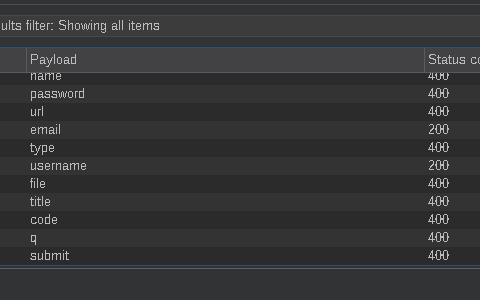 ults filter: Showing all items
Payload Status co
name 400
password 400
url 400
email 200
type 400
username 200
file 400
title 400
code 400
q 400
submit 400